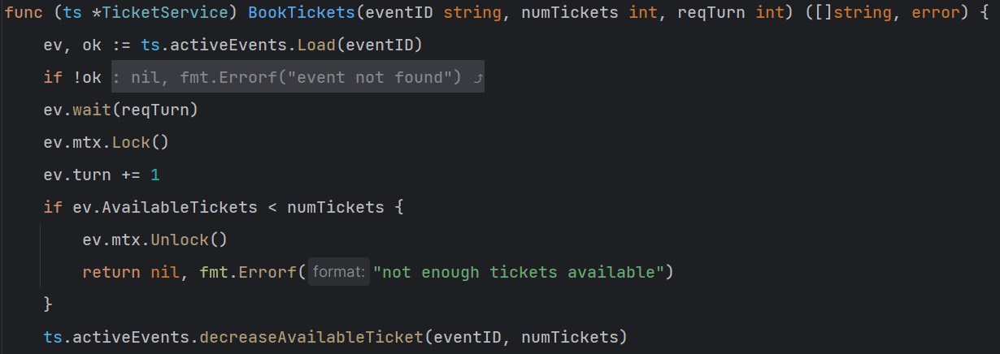 func (ts *TicketService) BookTickets(eventID string, numTickets int, reqTurn int) ([]string, error) {
    ev, ok := ts.activeEvents.Load(eventID)
    if !ok : nil, fmt.Errorf("event not found") ⤴
    ev.wait(reqTurn)
    ev.mtx.Lock()
    ev.turn += 1
    if ev.AvailableTickets < numTickets {
        ev.mtx.Unlock()
        return nil, fmt.Errorf( format: "not enough tickets available")
    }
    ts.activeEvents.decreaseAvailableTicket(eventID, numTickets)